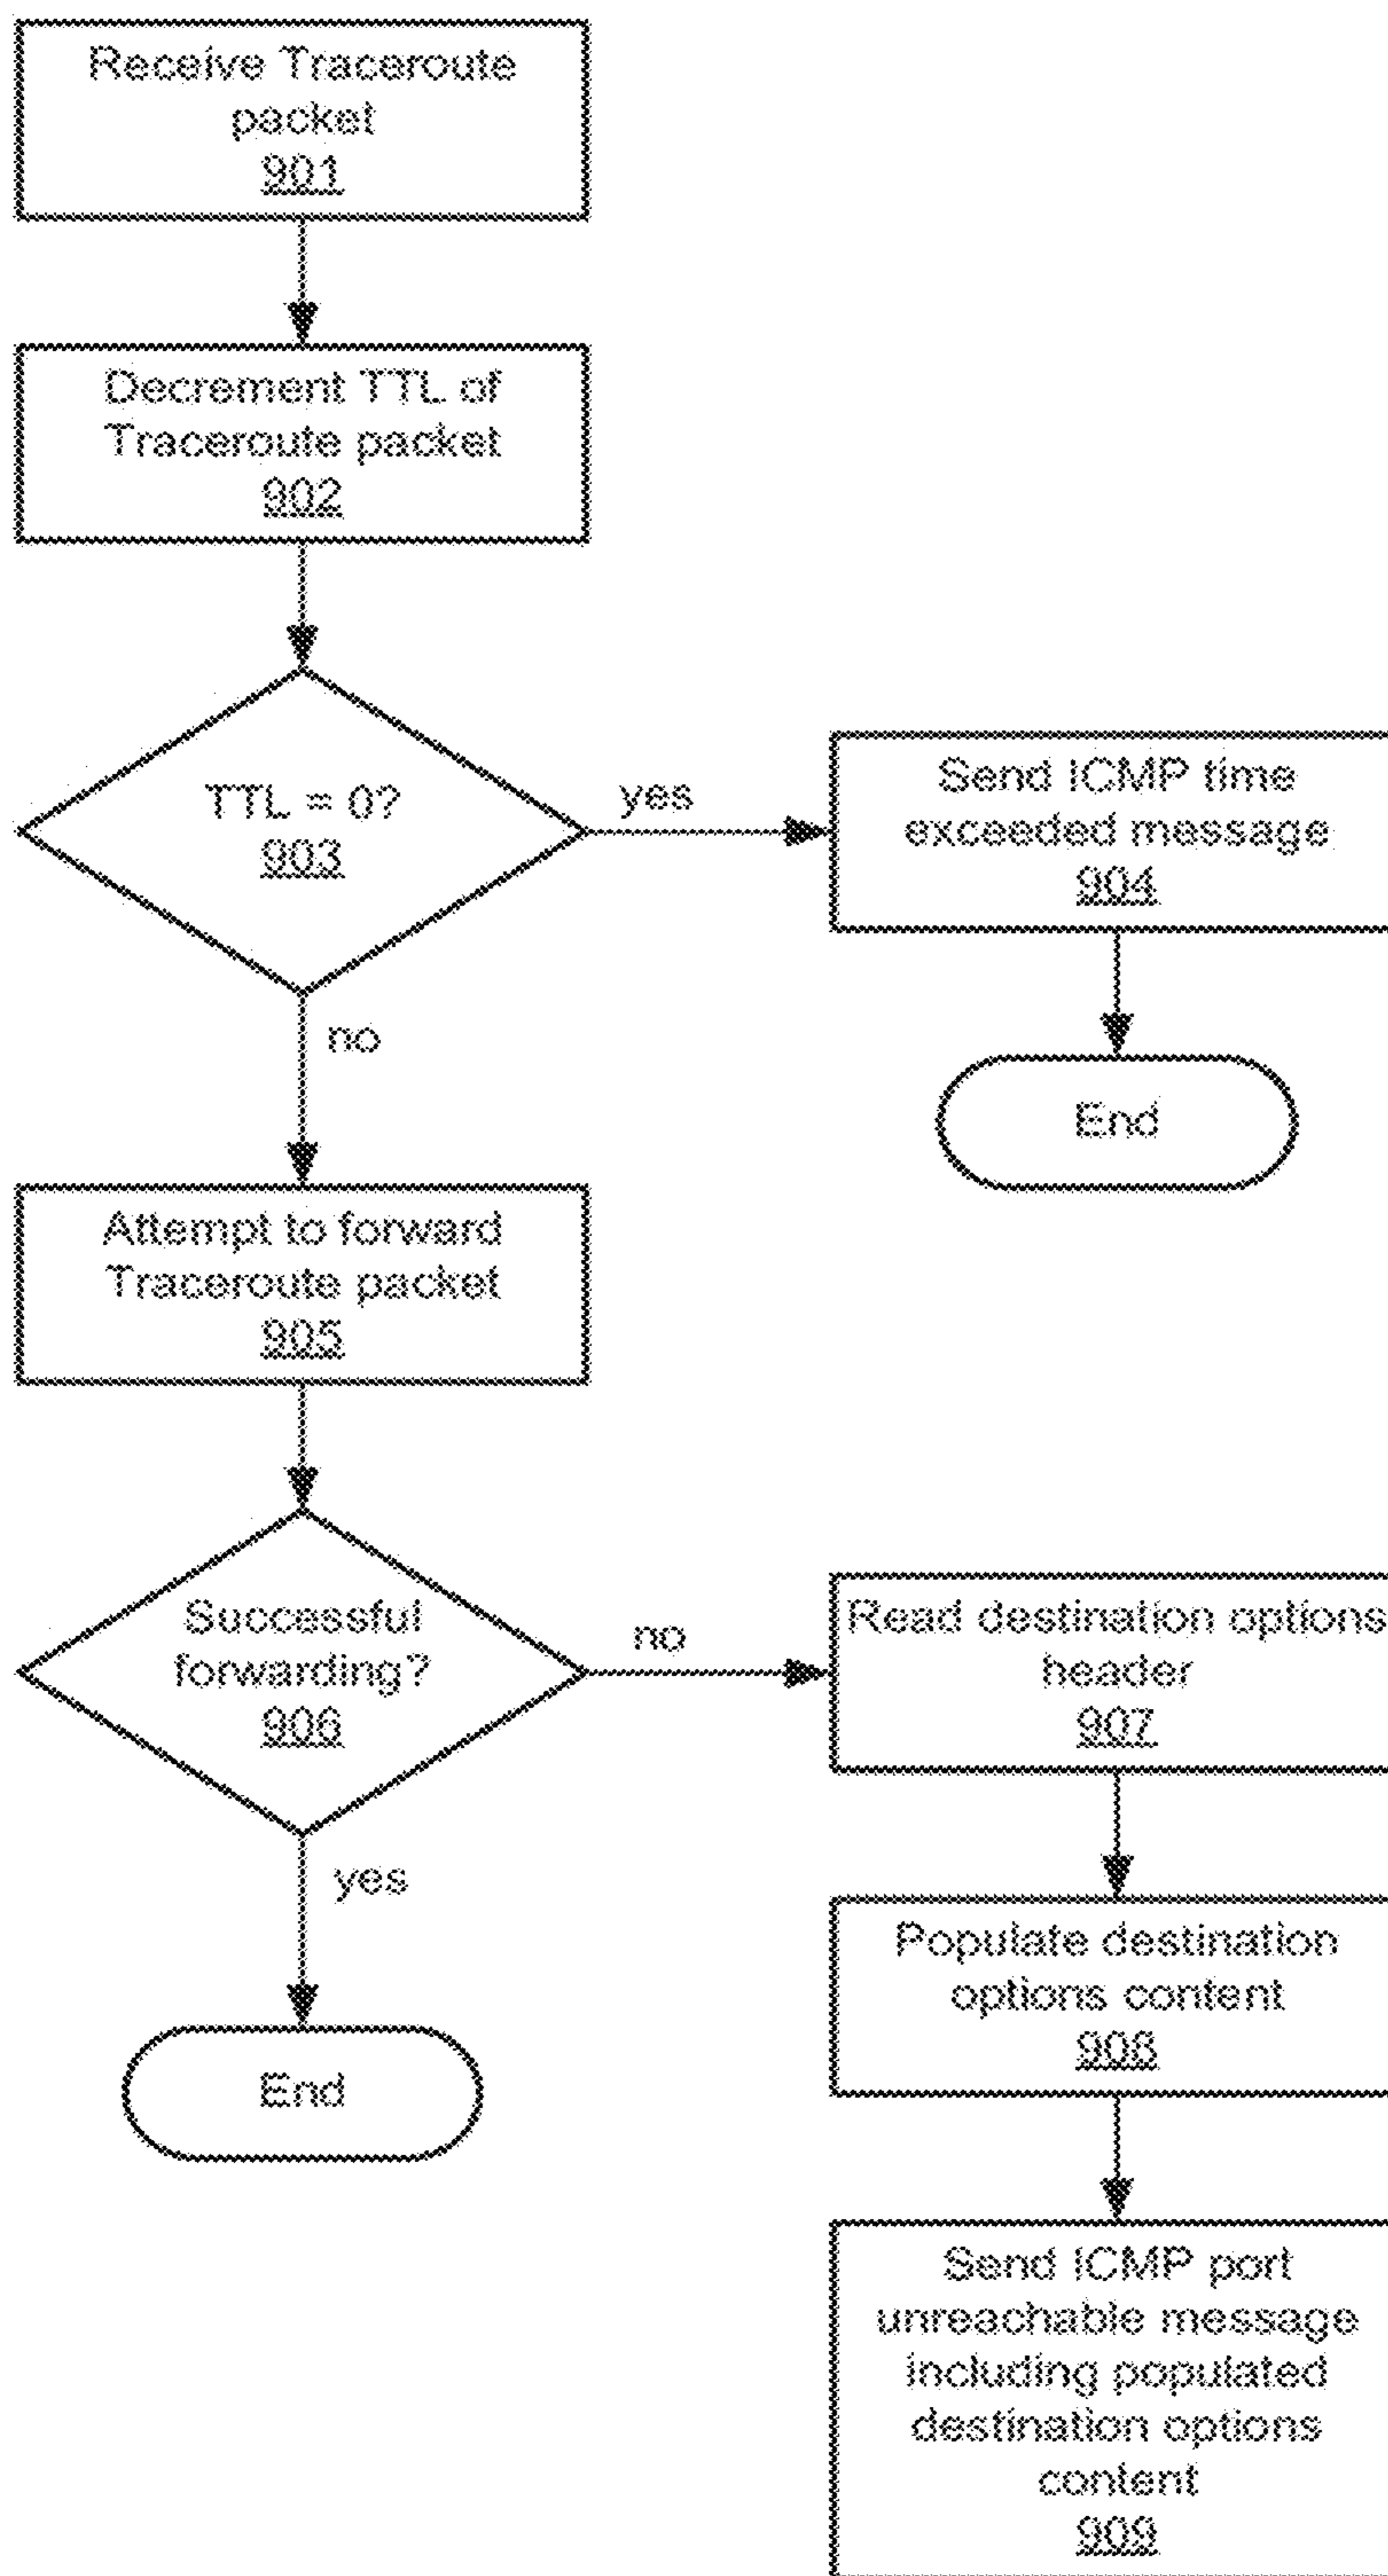 Receive Traceroute
packet
901
Decrement TTL of
Traceroute packet
902
TTL = 0?
903
yes
Send ICMP time
exceeded message
904
End
no
Attempt to forward
Traceroute packet
905
Successful
forwarding?
906
no
Read destination options
header
907
Populate destination
options content
908
Send ICMP port
unreachable message
including populated
destination options
content
909
yes
End